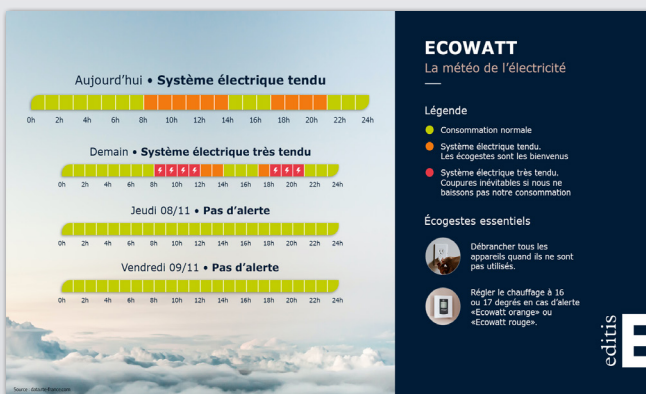 Aujourd'hui • Système électrique tendu
0h 2h 4h 6h 8h 10h 12h 14h 16h 18h 20h 22h 24h
Demain • Système électrique très tendu
0h 2h 4h 6h 8h 10h 12h 14h 16h 18h 20h 22h 24h
Jeudi 08/11 • Pas d'alerte
0h 2h 4h 6h 8h 10h 12h 14h 16h 18h 20h 22h 24h
Vendredi 09/11 • Pas d'alerte
0h 2h 4h 6h 8h 10h 12h 14h 16h 18h 20h 22h 24h
ECOWATT
La météo de l'électricité
Légende
Consommation normale
Système électrique tendu.
Les écogestes sont les bienvenus
Système électrique très tendu.
Coupures inévitables si nous ne
baissons pas notre consommation
Écogestes essentiels
Débrancher tous les
appareils quand ils ne sont
pas utilisés.
Régler le chauffage à 16
ou 17 degrés en cas d'alerte
«Ecowatt orange» ou
«Ecowatt rouge».
editis
E
Source :